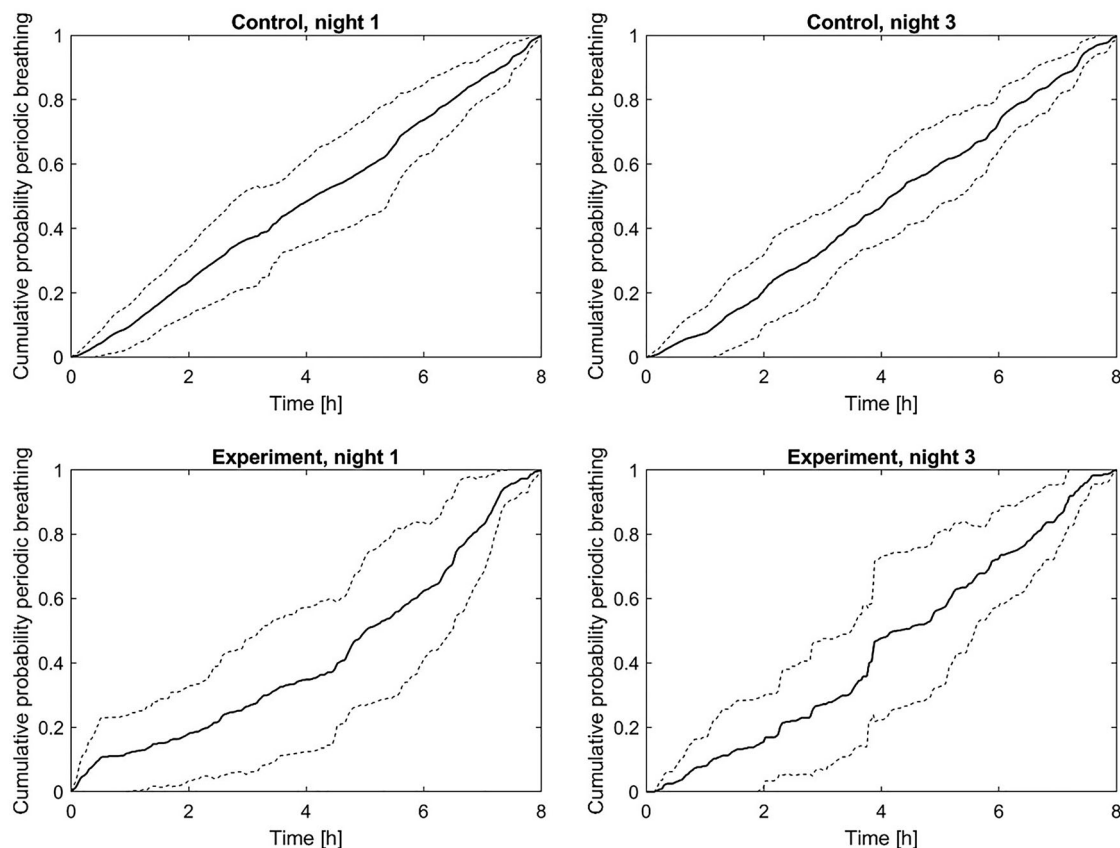 Control, night 1
Cumulative probability periodic breathing
1
0.8
0.6
0.4
0.2
0
0 2 4 6 8
Time [h]
Control, night 3
Cumulative probability periodic breathing
1
0.8
0.6
0.4
0.2
0
0 2 4 6 8
Time [h]
Experiment, night 1
Cumulative probability periodic breathing
1
0.8
0.6
0.4
0.2
0
0 2 4 6 8
Time [h]
Experiment, night 3
Cumulative probability periodic breathing
1
0.8
0.6
0.4
0.2
0
0 2 4 6 8
Time [h]